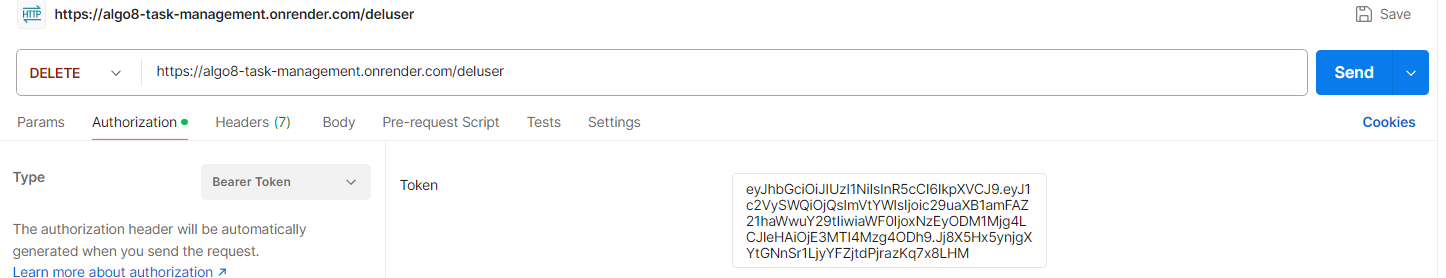 HTTP
https://algo8-task-management.onrender.com/deluser
Save
DELETE
https://algo8-task-management.onrender.com/deluser
Send
Params
Authorization
Headers (7)
Body
Pre-request Script
Tests
Settings
Cookies
Type
Bearer Token
Token
eyJhbGciOiJIUzI1NiIsInR5cCI6IkpXVCJ9.eyJ1
c2VySWQiOjQsImVtYWlsIjoic29uaXB1amFAZ
21haWwuY29tIiwiaWF0IjoxNzEyODM1Mjg4L
CJleHAiOjE3MTI4Mzg4ODh9.Jj8X5Hx5ynjgX
YtGNnSr1LjyYFZjtdPjrazKq7x8LHM
The authorization header will be automatically
generated when you send the request.
Learn more about authorization ↗